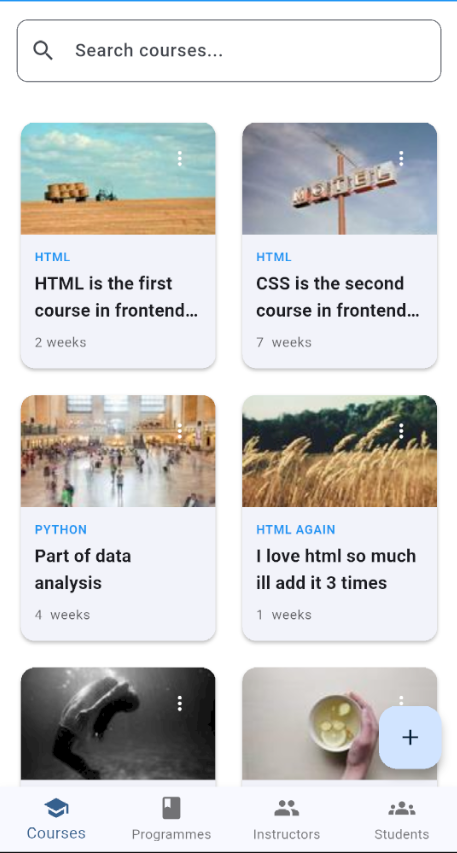 Search courses...
MOTEL
HTML
HTML is the first
course in frontend...
2 weeks
HTML
CSS is the second
course in frontend...
7  weeks
PYTHON
Part of data
analysis
4  weeks
HTML AGAIN
I love html so much
ill add it 3 times
1  weeks
Courses
Programmes
Instructors
Students